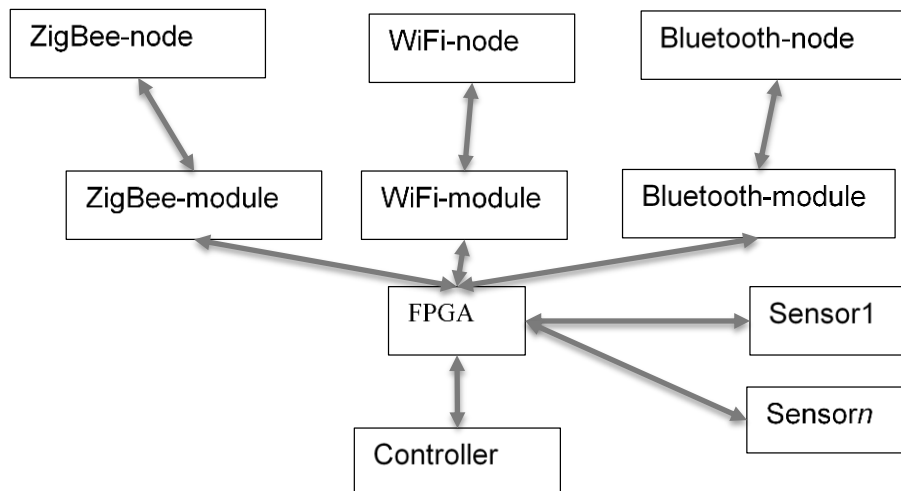 ZigBee-node
WiFi-node
Bluetooth-node
ZigBee-module
WiFi-module
Bluetooth-module
FPGA
Sensor1
Sensorn
Controller